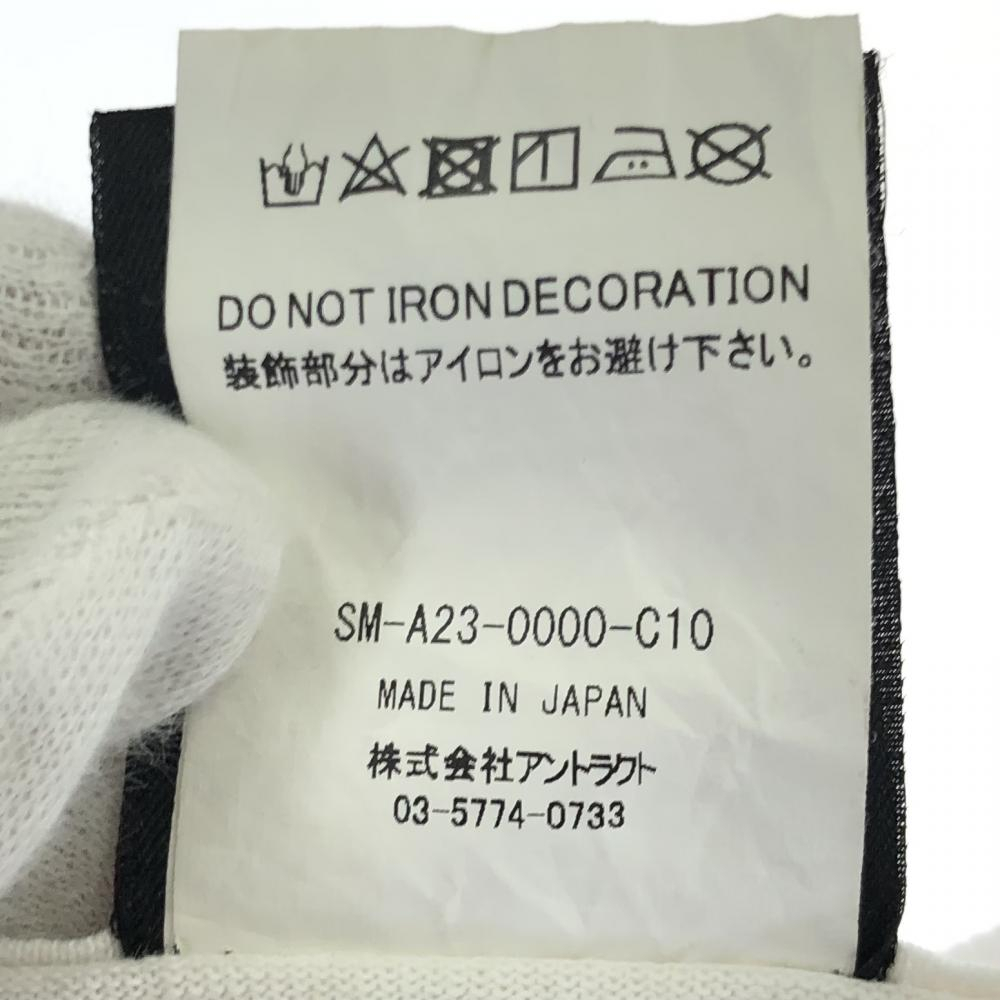 DO NOT IRON DECORATION
装飾部分はアイロンをお避け下さい。
SM-A23-0000-C10
MADE IN JAPAN
株式会社アントラクト
03-5774-0733